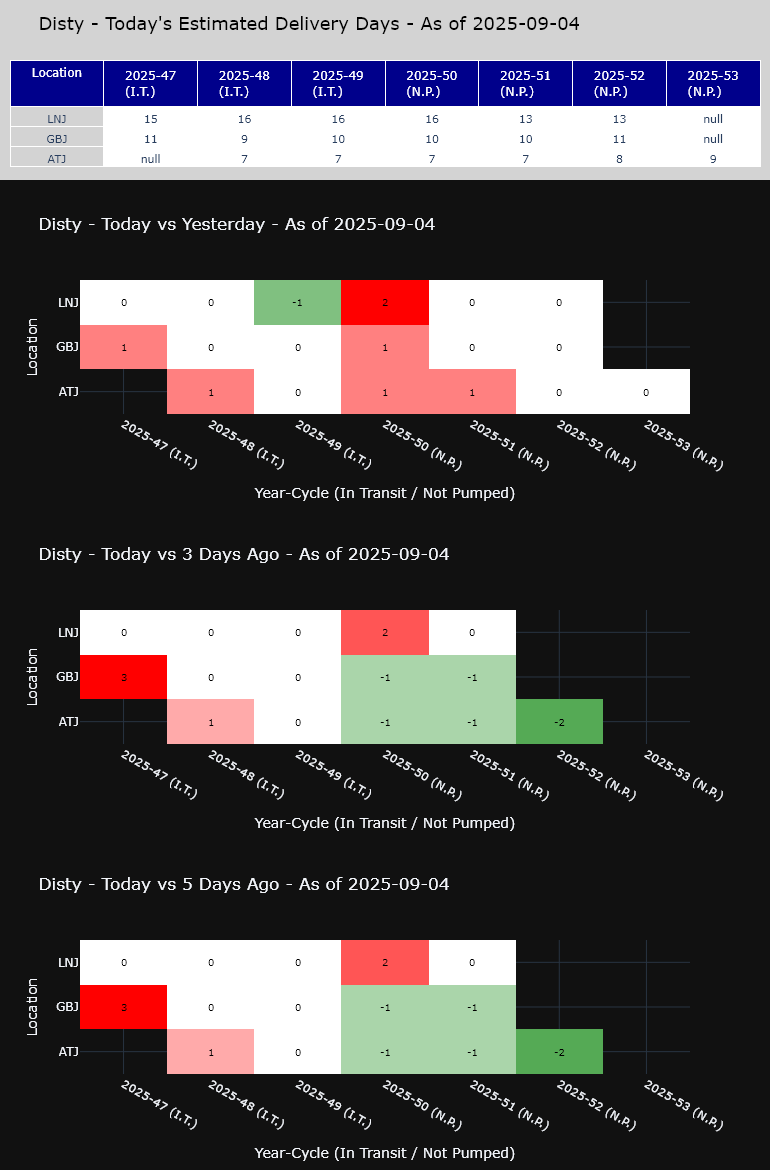 Disty - Today's Estimated Delivery Days - As of 2025-09-04
Location 2025-47 (I.T.) 2025-48 (I.T.) 2025-49 (I.T.) 2025-50 (N.P.) 2025-51 (N.P.) 2025-52 (N.P.) 2025-53 (N.P.)
LNJ 15 16 16 16 13 13 null
GBJ 11 9 10 10 10 11 null
ATJ null 7 7 7 7 8 9
Disty - Today vs Yesterday - As of 2025-09-04
Location
LNJ 0 0 -1 2 0 0
GBJ 1 0 0 1 0 0
ATJ 1 0 1 1 0 0
2025-47 (I.T.) 2025-48 (I.T.) 2025-49 (I.T.) 2025-50 (N.P.) 2025-51 (N.P.) 2025-52 (N.P.) 2025-53 (N.P.)
Year-Cycle (In Transit / Not Pumped)
Disty - Today vs 3 Days Ago - As of 2025-09-04
Location
LNJ 0 0 0 2 0
GBJ 3 0 0 -1 -1
ATJ 1 0 -1 -1 -2
2025-47 (I.T.) 2025-48 (I.T.) 2025-49 (I.T.) 2025-50 (N.P.) 2025-51 (N.P.) 2025-52 (N.P.) 2025-53 (N.P.)
Year-Cycle (In Transit / Not Pumped)
Disty - Today vs 5 Days Ago - As of 2025-09-04
Location
LNJ 0 0 0 2 0
GBJ 3 0 0 -1 -1
ATJ 1 0 -1 -1 -2
2025-47 (I.T.) 2025-48 (I.T.) 2025-49 (I.T.) 2025-50 (N.P.) 2025-51 (N.P.) 2025-52 (N.P.) 2025-53 (N.P.)
Year-Cycle (In Transit / Not Pumped)